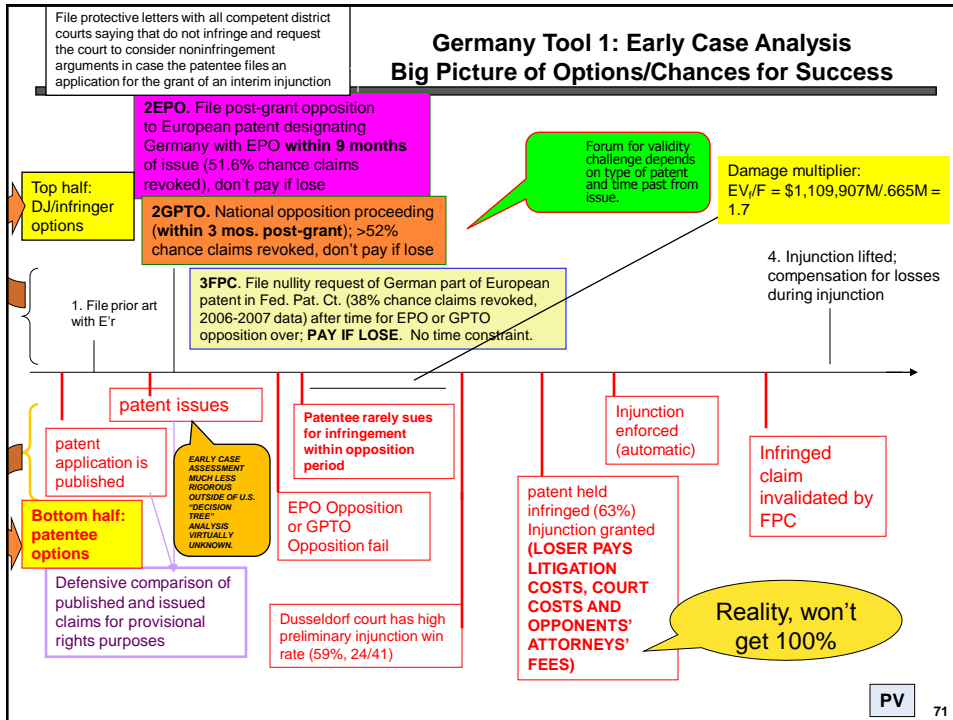 File protective letters with all competent district
courts saying that do not infringe and request
the court to consider noninfringement
arguments in case the patentee files an
application for the grant of an interim injunction
Germany Tool 1: Early Case Analysis
Big Picture of Options/Chances for Success
2EPO. File post-grant opposition
to European patent designating
Germany with EPO within 9 months
of issue (51.6% chance claims
revoked), don't pay if lose
Forum for validity
challenge depends
on type of patent
and time past from
issue.
Damage multiplier:
EVf/F = $1,109,907M/.665M =
1.7
Top half:
DJ/infringer
options
2GPTO. National opposition proceeding
(within 3 mos. post-grant); >52%
chance claims revoked, don't pay if lose
3FPC. File nullity request of German part of European
patent in Fed. Pat. Ct. (38% chance claims revoked,
2006-2007 data) after time for EPO or GPTO
opposition over; PAY IF LOSE. No time constraint.
4. Injunction lifted;
compensation for losses
during injunction
1. File prior art
with E'r
patent issues
patent
application is
published
Patentee rarely sues
for infringement
within opposition
period
Injunction
enforced
(automatic)
Infringed
claim
invalidated by
FPC
EARLY CASE
ASSESSMENT
MUCH LESS
RIGOROUS
OUTSIDE OF U.S.
"DECISION
TREE"
ANALYSIS
VIRTUALLY
UNKNOWN.
Bottom half:
patentee
options
EPO Opposition
or GPTO
Opposition fail
patent held
infringed (63%)
Injunction granted
(LOSER PAYS
LITIGATION
COSTS, COURT
COSTS AND
OPPONENTS'
ATTORNEYS'
FEES)
Defensive comparison of
published and issued
claims for provisional
rights purposes
Dusseldorf court has high
preliminary injunction win
rate (59%, 24/41)
Reality, won't
get 100%
PV
71